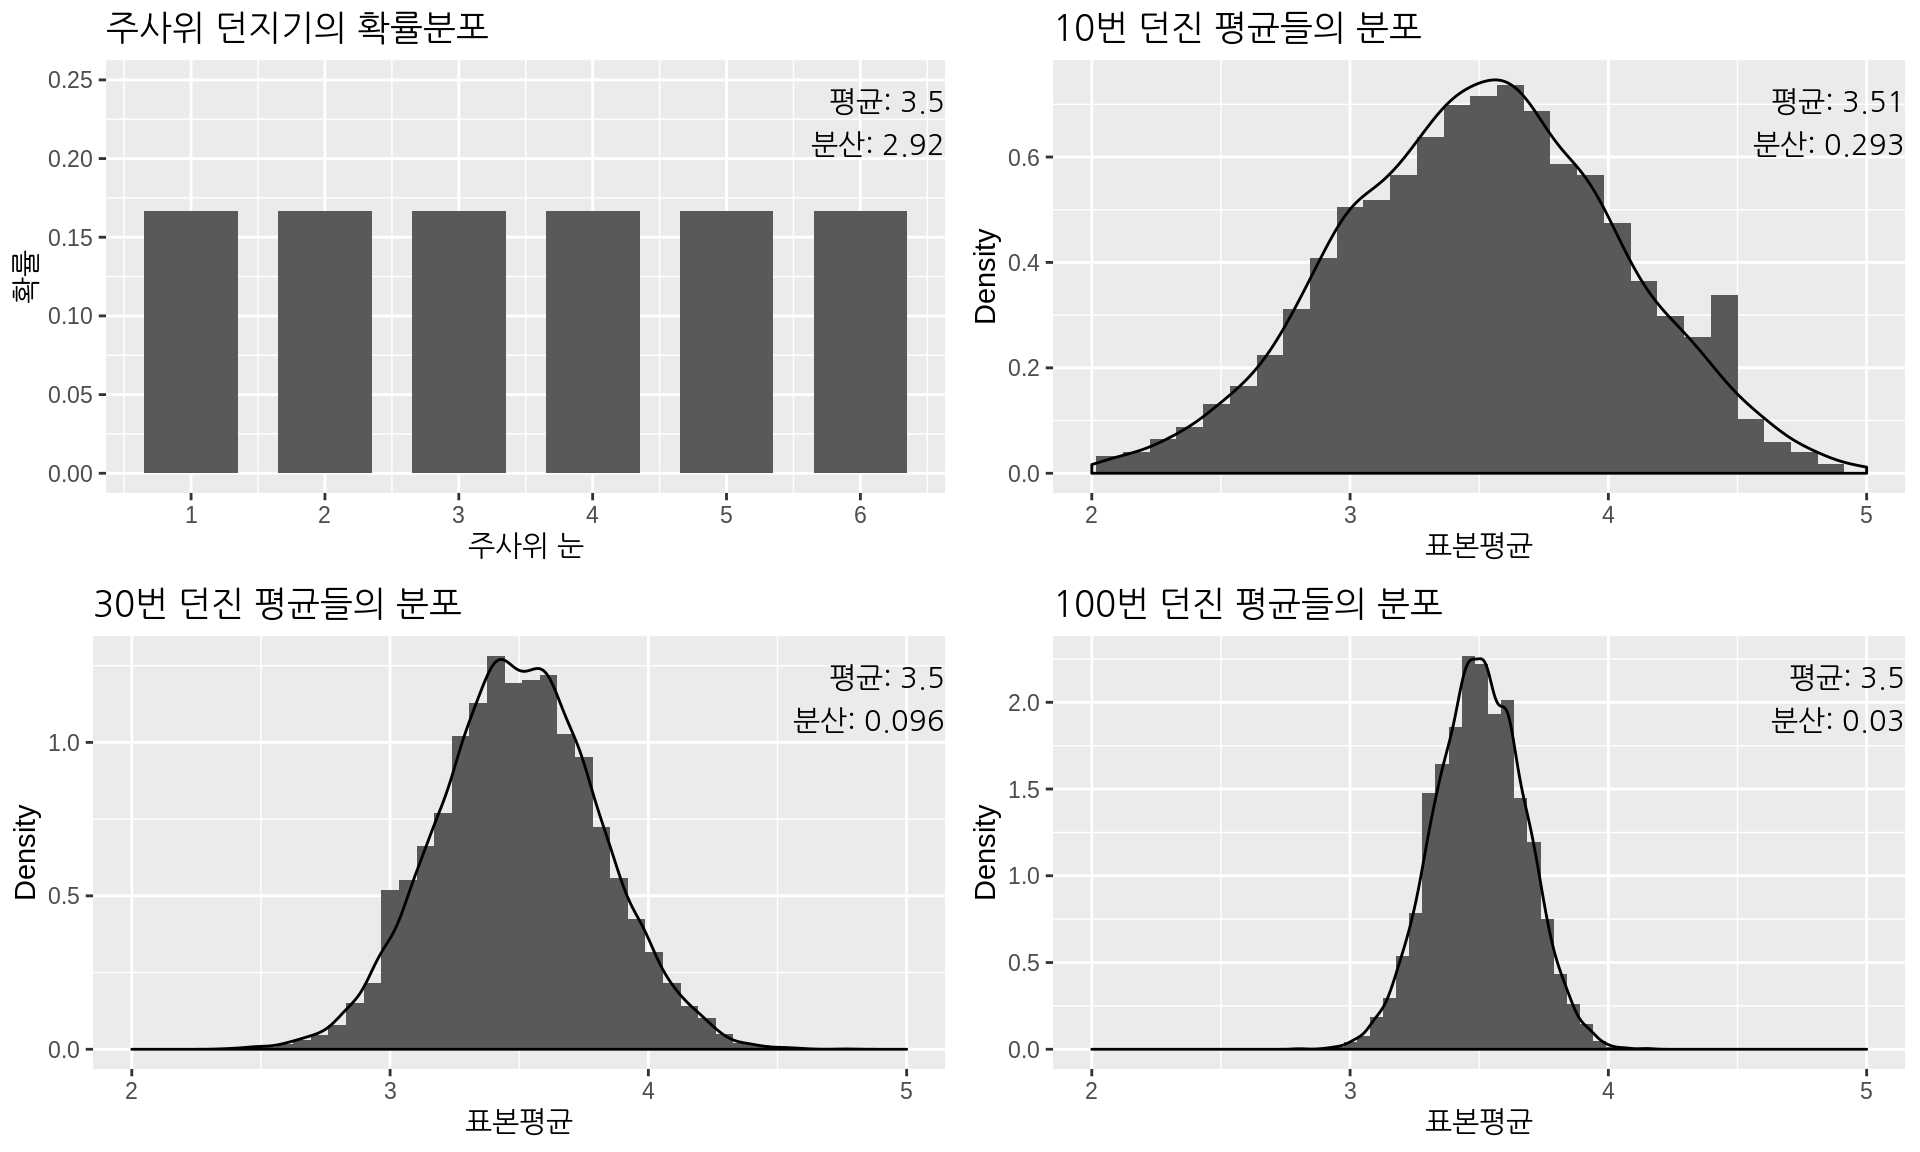 주사위 던지기의 확률분포
평균: 3.5
분산: 2.92
확률
0.25
0.20
0.15
0.10
0.05
0.00
1 2 3 4 5 6
주사위 눈
10번 던진 평균들의 분포
평균: 3.51
분산: 0.293
Density
0.6
0.4
0.2
0.0
2 3 4 5
표본평균
30번 던진 평균들의 분포
평균: 3.5
분산: 0.096
Density
1.0
0.5
0.0
2 3 4 5
표본평균
100번 던진 평균들의 분포
평균: 3.5
분산: 0.03
Density
2.0
1.5
1.0
0.5
0.0
2 3 4 5
표본평균